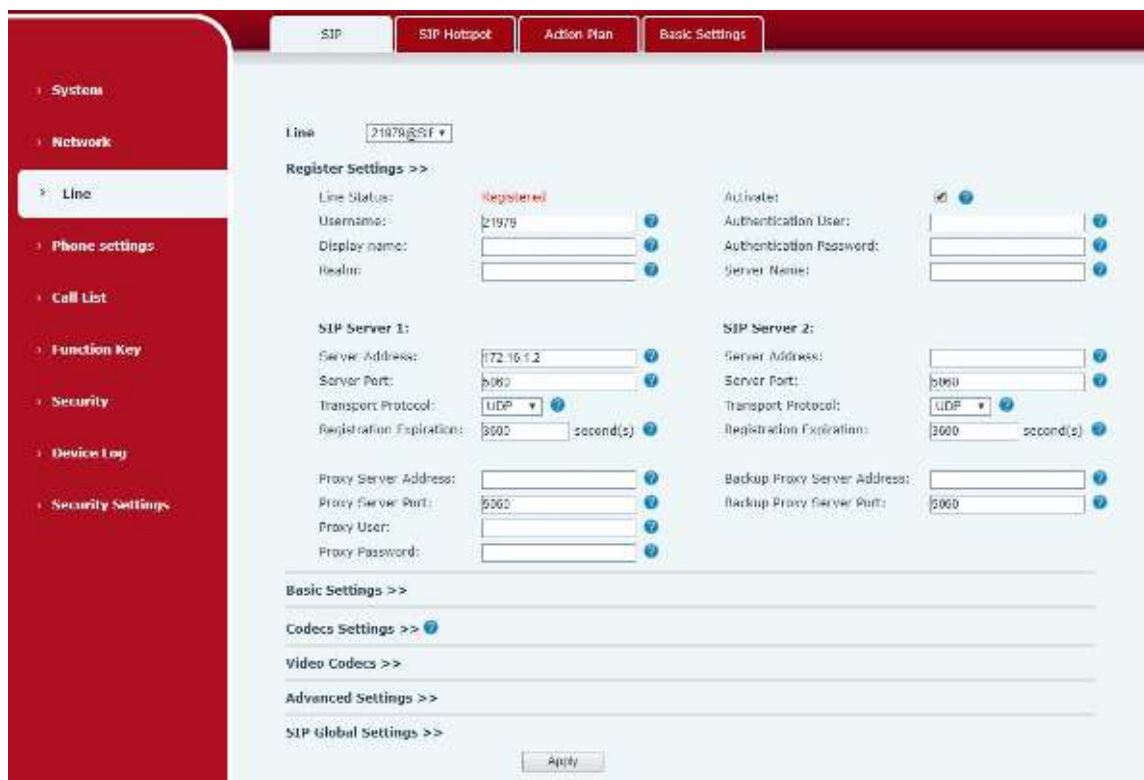 SIP
SIP Hotspot
Action Plan
Basic Settings
› System
› Network
› Line
› Phone settings
› Call List
› Function Key
› Security
› Device Log
› Security Settings
Line 21979@SIP
Register Settings >>
Line Status: Registered Activate:
Username: 21979 Authentication User:
Display name: Authentication Password:
Realm: Server Name:
SIP Server 1: SIP Server 2:
Server Address: 172.16.1.2 Server Address:
Server Port: 5060 Server Port: 5060
Transport Protocol: UDP Transport Protocol: UDP
Registration Expiration: 3600 second(s) Registration Expiration: 3600 second(s)
Proxy Server Address: Backup Proxy Server Address:
Proxy Server Port: 5060 Backup Proxy Server Port: 5060
Proxy User:
Proxy Password:
Basic Settings >>
Codecs Settings >>
Video Codecs >>
Advanced Settings >>
SIP Global Settings >>
Apply